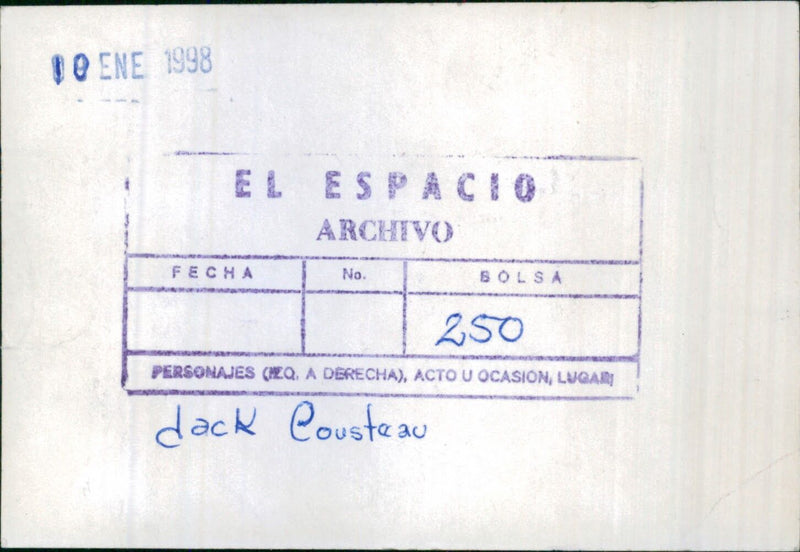 10 ENE 1998
EL ESPACIO
ARCHIVO
FECHA No. BOLSA
250
PERSONAJES (IZQ. A DERECHA), ACTO U OCASION, LUGAR:
Jack Cousteau